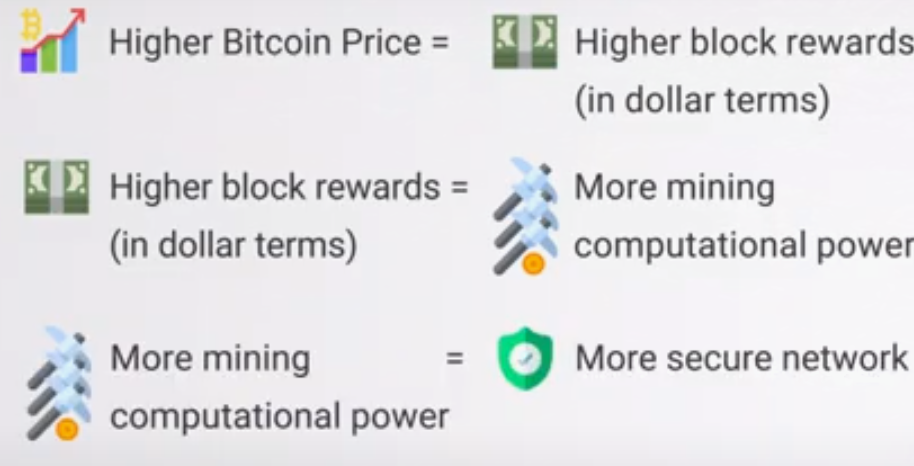 Higher Bitcoin Price = Higher block rewards
(in dollar terms)
Higher block rewards = More mining
(in dollar terms) computational power
More mining = More secure network
computational power